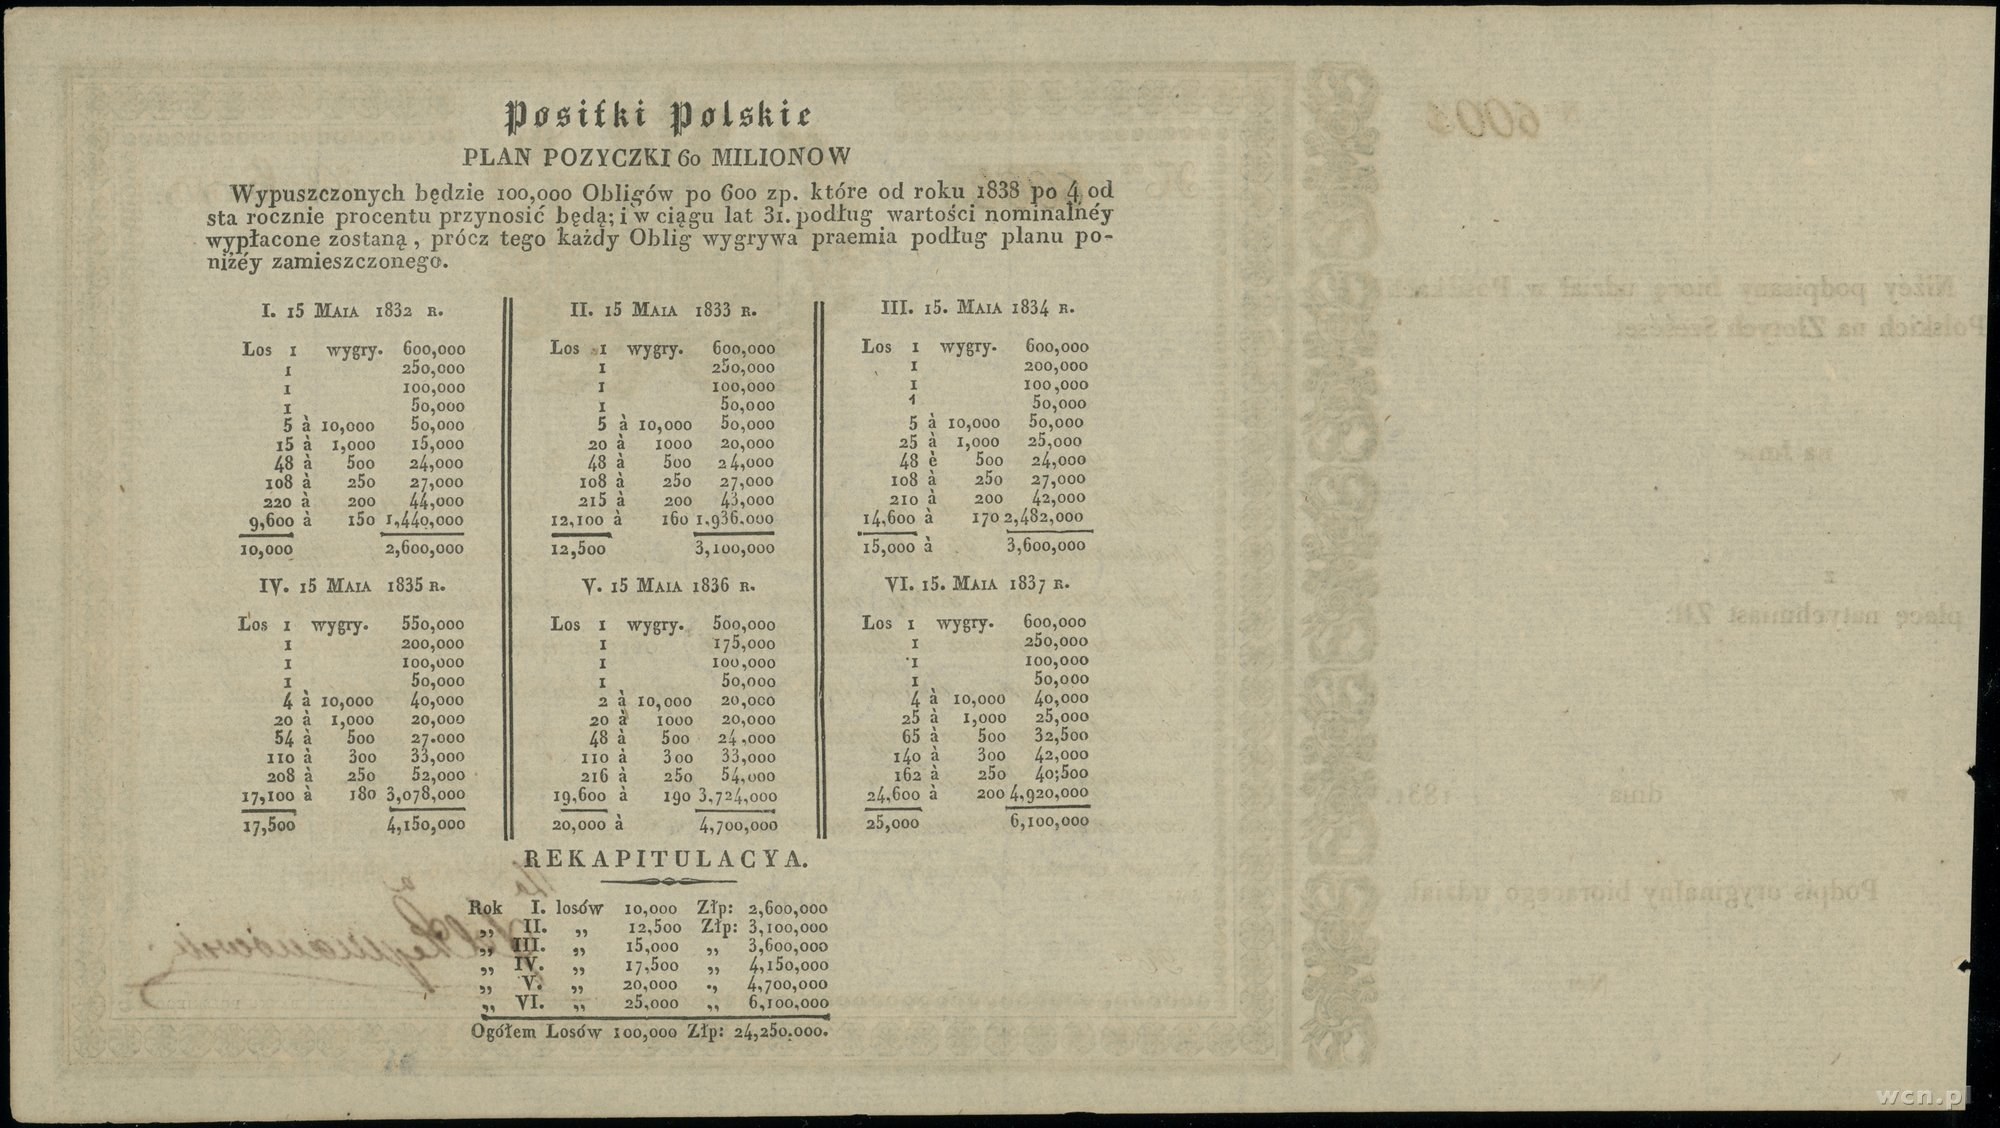 Posiłki Polskie
PLAN POZYCZKI 60 MILIONOW
Wypuszczonych będzie 100,000 Obligów po 600 zp. które od roku 1838 po 4 od
sta rocznie procentu przynosić będą; i w ciągu lat 31. podług wartości nominalnéy
wypłacone zostaną, prócz tego każdy Oblig wygrywa praemia podług planu po-
niżéy zamieszczonego.
I. 15 MAIA 1832 R.
Los 1 wygry. 600,000
1 250,000
1 100,000
1 50,000
5 à 10,000 50,000
15 à 1,000 15,000
48 à 500 24,000
108 à 250 27,000
220 à 200 44,000
9,600 à 150 1,440,000
10,000 2,600,000
II. 15 MAIA 1833 R.
Los 1 wygry. 600,000
1 250,000
1 100,000
1 50,000
5 à 10,000 50,000
20 à 1000 20,000
48 à 500 24,000
108 à 250 27,000
215 à 200 43,000
12,100 à 160 1,936.000
12,500 3,100,000
III. 15. MAIA 1834 R.
Los 1 wygry. 600,000
1 200,000
1 100,000
1 50,000
5 à 10,000 50,000
25 à 1,000 25,000
48 è 500 24,000
108 à 250 27,000
210 à 200 42,000
14,600 à 170 2,482,000
15,000 à 3,600,000
IV. 15 MAIA 1835 R.
Los 1 wygry. 550,000
1 200,000
1 100,000
1 50,000
4 à 10,000 40,000
20 à 1,000 20,000
54 à 500 27.000
110 à 300 33,000
208 à 250 52,000
17,100 à 180 3,078,000
17,500 4,150,000
V. 15 MAIA 1836 R.
Los 1 wygry. 500,000
1 175,000
1 100,000
1 50,000
2 à 10,000 20,000
20 à 1000 20,000
48 à 500 24,000
110 à 300 33,000
216 à 250 54,000
19,600 à 190 3,724,000
20,000 à 4,700,000
VI. 15. MAIA 1837 R.
Los 1 wygry. 600,000
1 250,000
1 100,000
1 50,000
4 à 10,000 40,000
25 à 1,000 25,000
65 à 500 32,500
140 à 300 42,000
162 à 250 40;500
24,600 à 200 4,920,000
25,000 6,100,000
REKAPITULACYA.
Rok I. losów 10,000 Złp: 2,600,000
„ II. „ 12,500 Złp: 3,100,000
„ III. „ 15,000 „ 3,600,000
„ IV. „ 17,500 „ 4,150,000
„ V. „ 20,000 „ 4,700,000
„ VI. „ 25,000 „ 6,100,000
Ogółem Losów 100,000 Złp: 24,250.000.
Niżéy podpisany biorę udział w Posiłkach
Polskich na Złotych Sześćset
na Imie
płacę natychmiast Złt:
w dnia 1831
Podpis oryginalny biorącego udział
wcn.pl